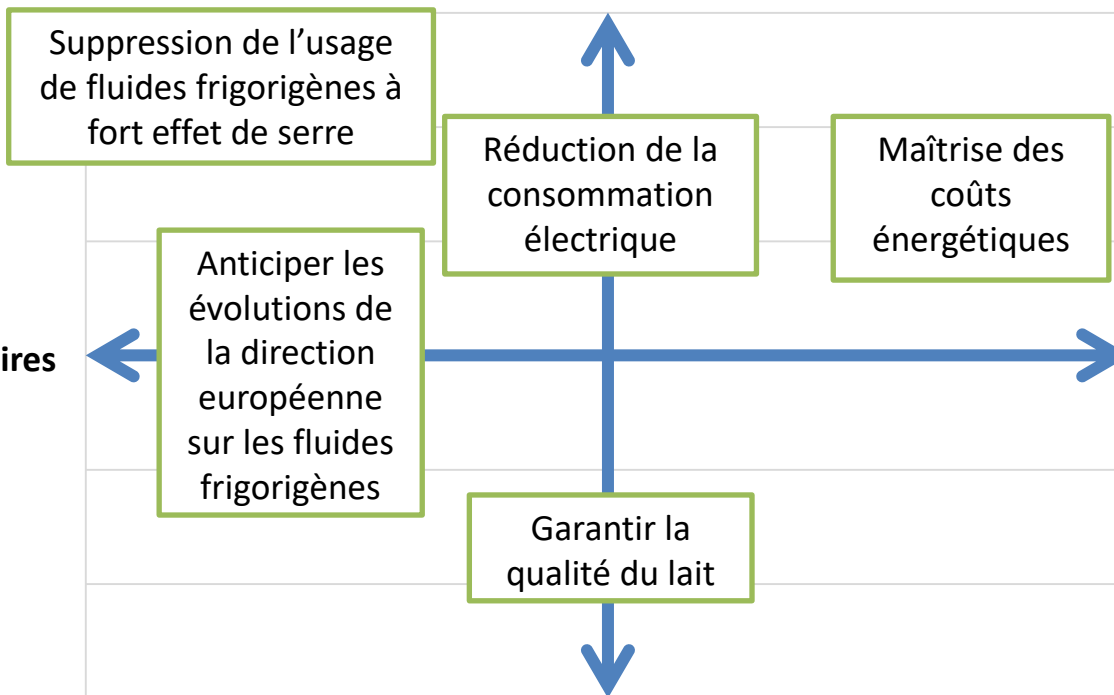 Suppression de l’usage
de fluides frigorigènes à
fort effet de serre
Réduction de la
consommation
électrique
Maîtrise des
coûts
énergétiques
Anticiper les
évolutions de
la direction
européenne
sur les fluides
frigorigènes
ires
Garantir la
qualité du lait